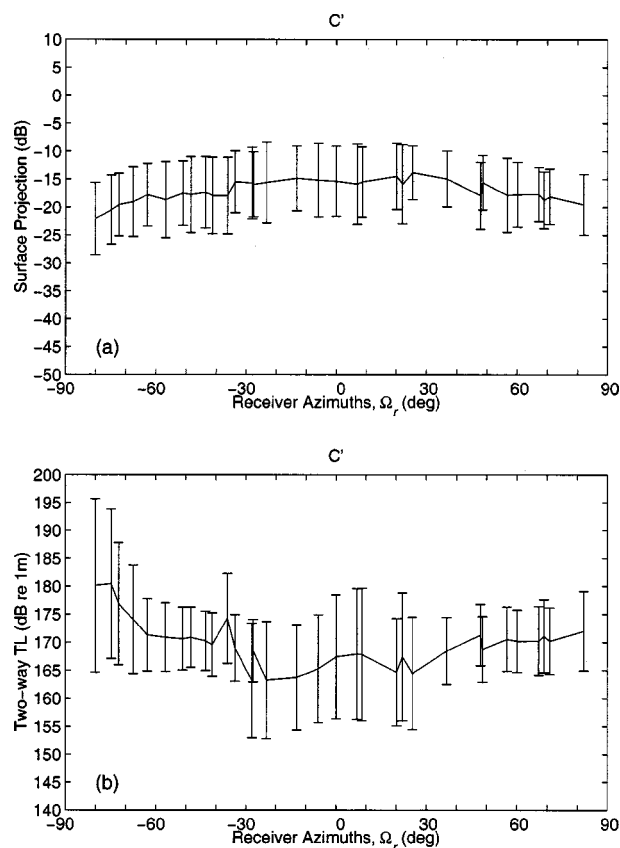 C'
10
5
0
−5
−10
−15
−20
−25
−30
−35
−40
−45
−50
Surface Projection (dB)
(a)
−90 −60 −30 0 30 60 90
Receiver Azimuths, Ωr (deg)
C'
200
195
190
185
180
175
170
165
160
155
150
145
140
Two−way TL (dB re 1m)
(b)
−90 −60 −30 0 30 60 90
Receiver Azimuths, Ωr (deg)